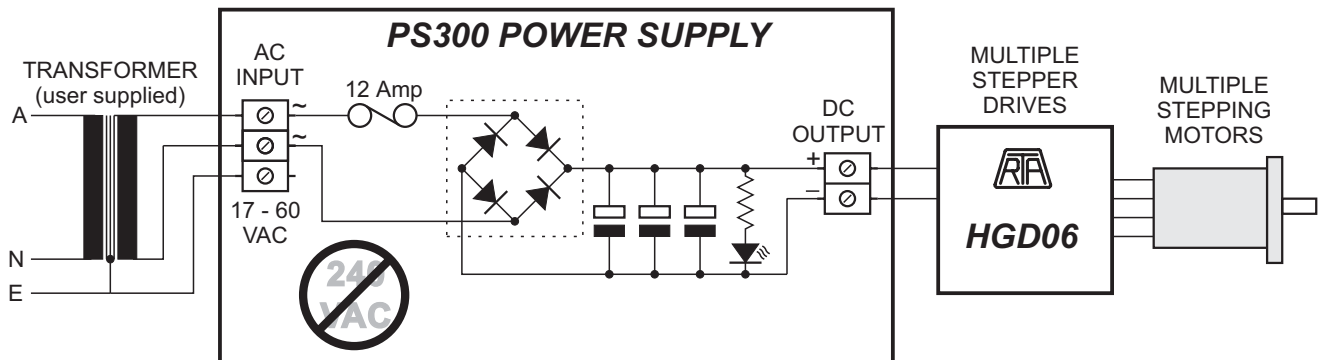 PS300 POWER SUPPLY
TRANSFORMER
(user supplied)
A
N
E
AC
INPUT
~
~
-
17 - 60
VAC
12 Amp
240
VAC
DC
OUTPUT
+
–
MULTIPLE
STEPPER
DRIVES
RTA
HGD06
MULTIPLE
STEPPING
MOTORS